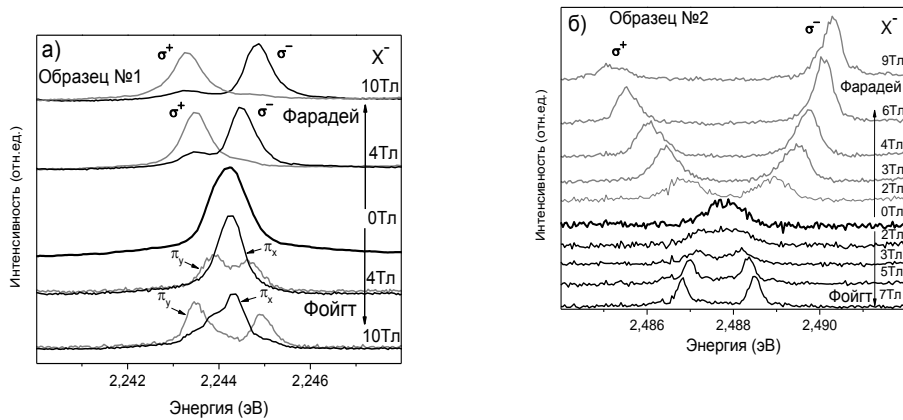 а)
Образец №1
σ⁺
σ⁻
X⁻
10Тл
Фарадей
σ⁺
σ⁻
4Тл
0Тл
πy
πx
4Тл
Фойгт
πy
πx
10Тл
Интенсивность (отн.ед.)
2,242
2,244
2,246
Энергия (эВ)
б)
Образец №2
σ⁺
σ⁻
X⁻
9Тл
Фарадей
6Тл
4Тл
3Тл
2Тл
0Тл
2Тл
3Тл
5Тл
Фойгт
7Тл
Интенсивность (отн.ед.)
2,486
2,488
2,490
Энергия (эВ)